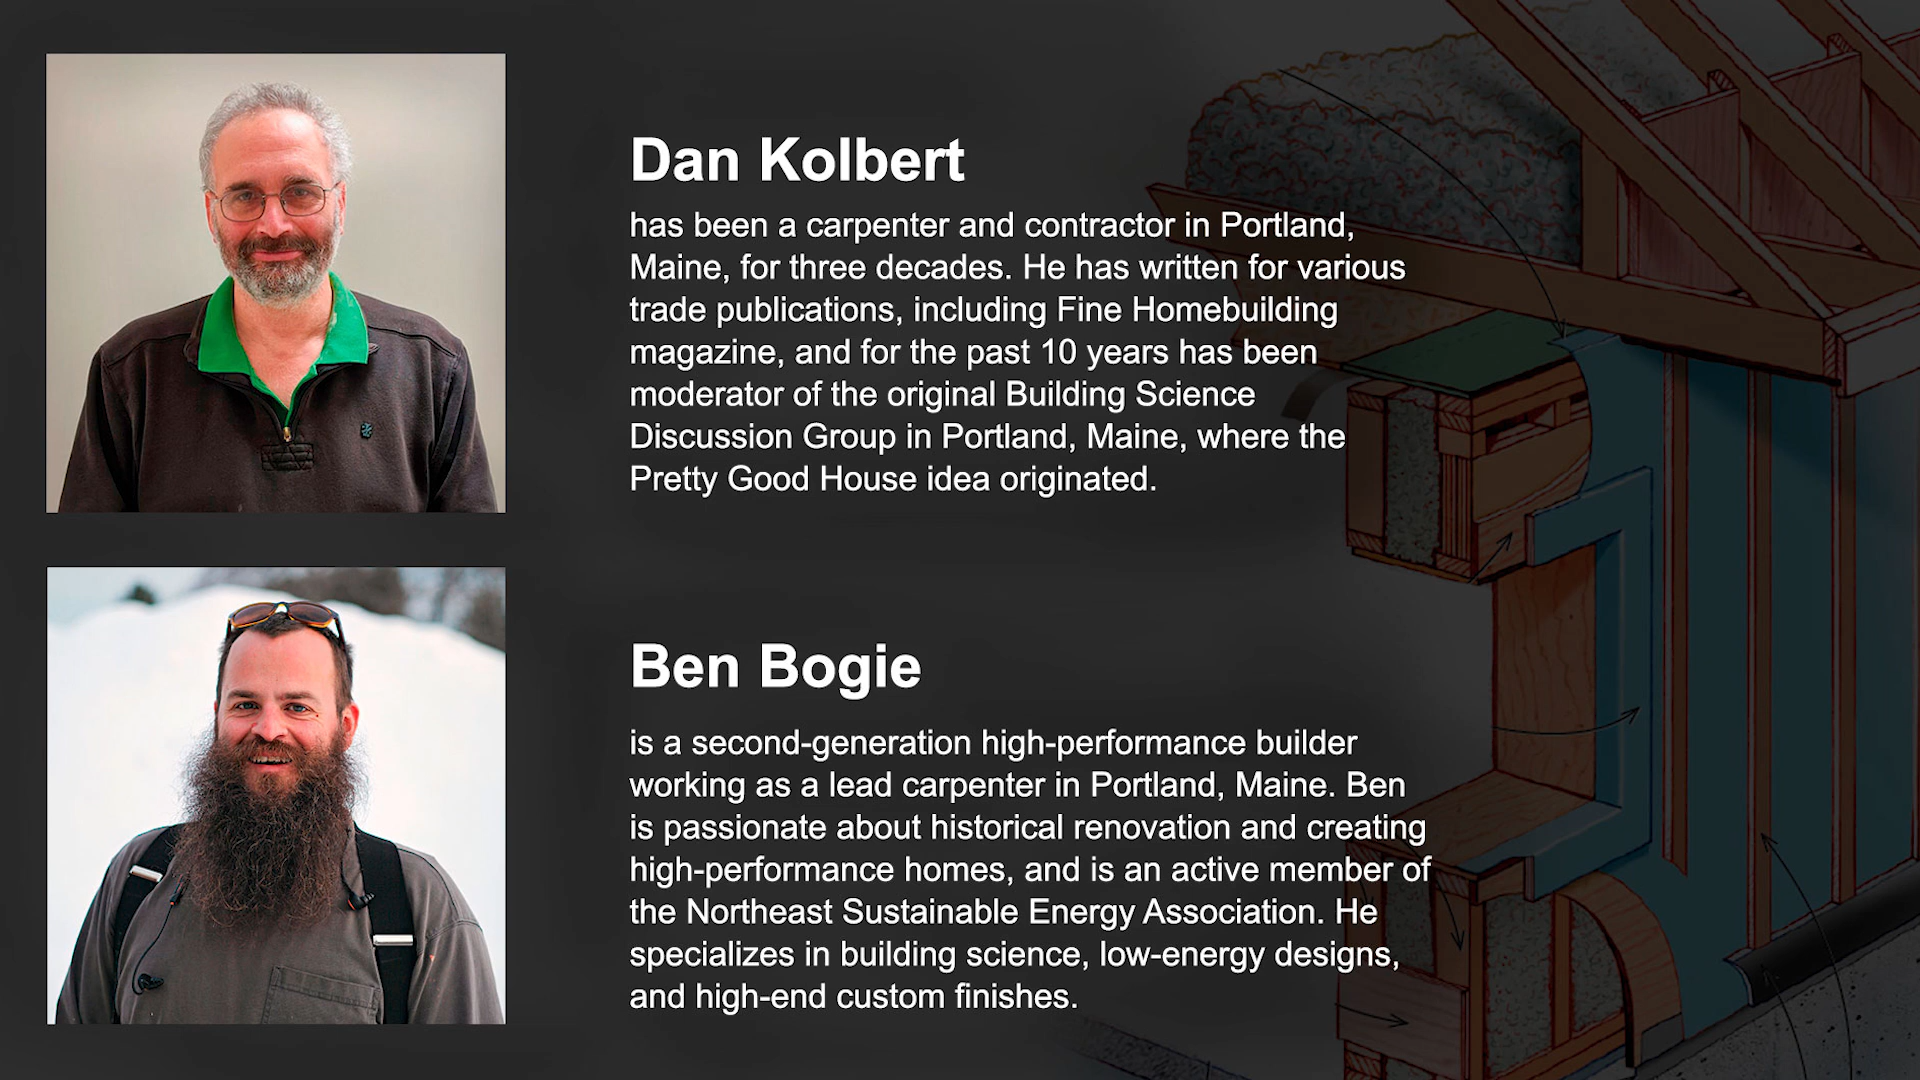 Dan Kolbert
has been a carpenter and contractor in Portland,
Maine, for three decades. He has written for various
trade publications, including Fine Homebuilding
magazine, and for the past 10 years has been
moderator of the original Building Science
Discussion Group in Portland, Maine, where the
Pretty Good House idea originated.
Ben Bogie
is a second-generation high-performance builder
working as a lead carpenter in Portland, Maine. Ben
is passionate about historical renovation and creating
high-performance homes, and is an active member of
the Northeast Sustainable Energy Association. He
specializes in building science, low-energy designs,
and high-end custom finishes.